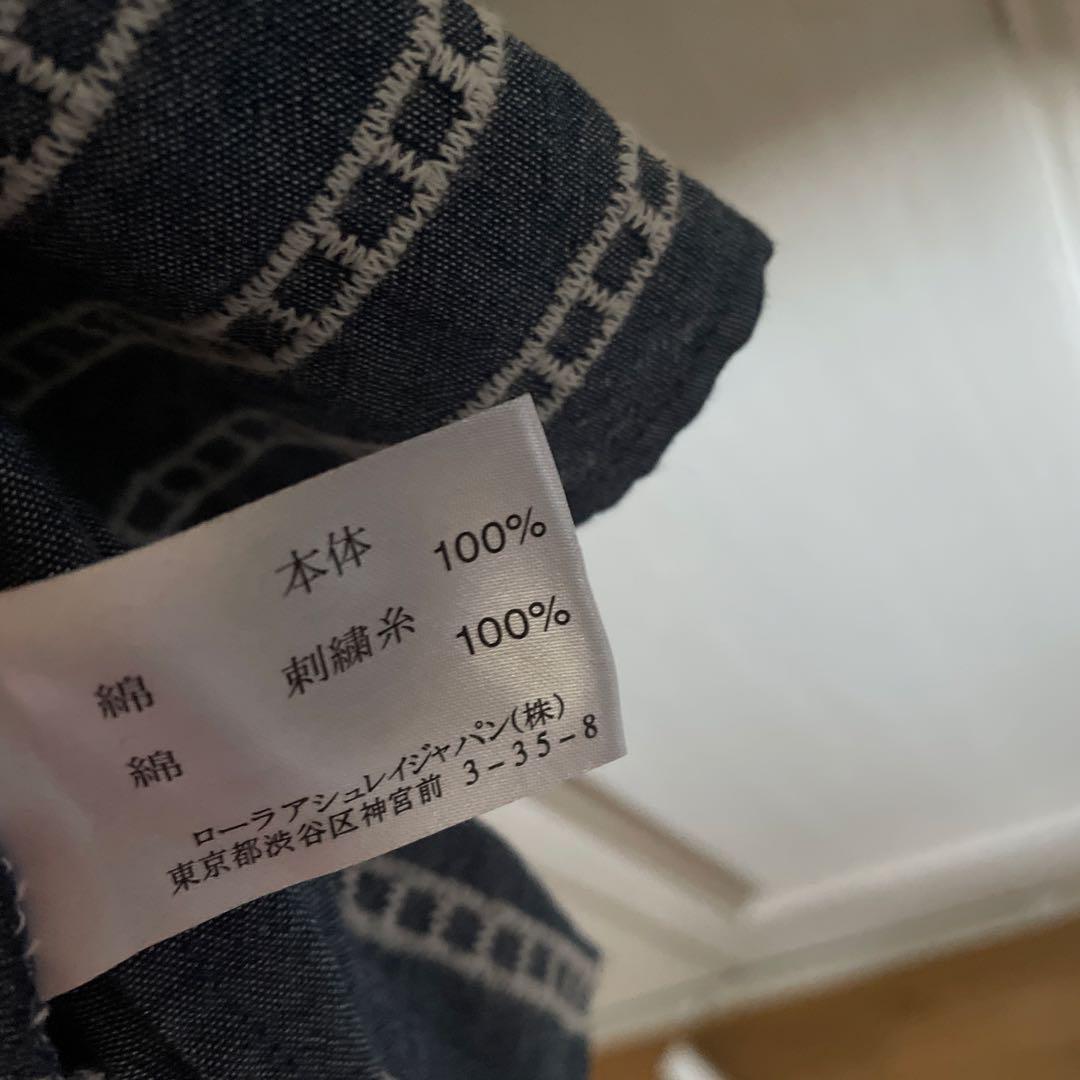 本体
綿 100%
刺繍糸
綿 100%
ローラアシュレイジャパン(株)
東京都渋谷区神宮前 3-35-8